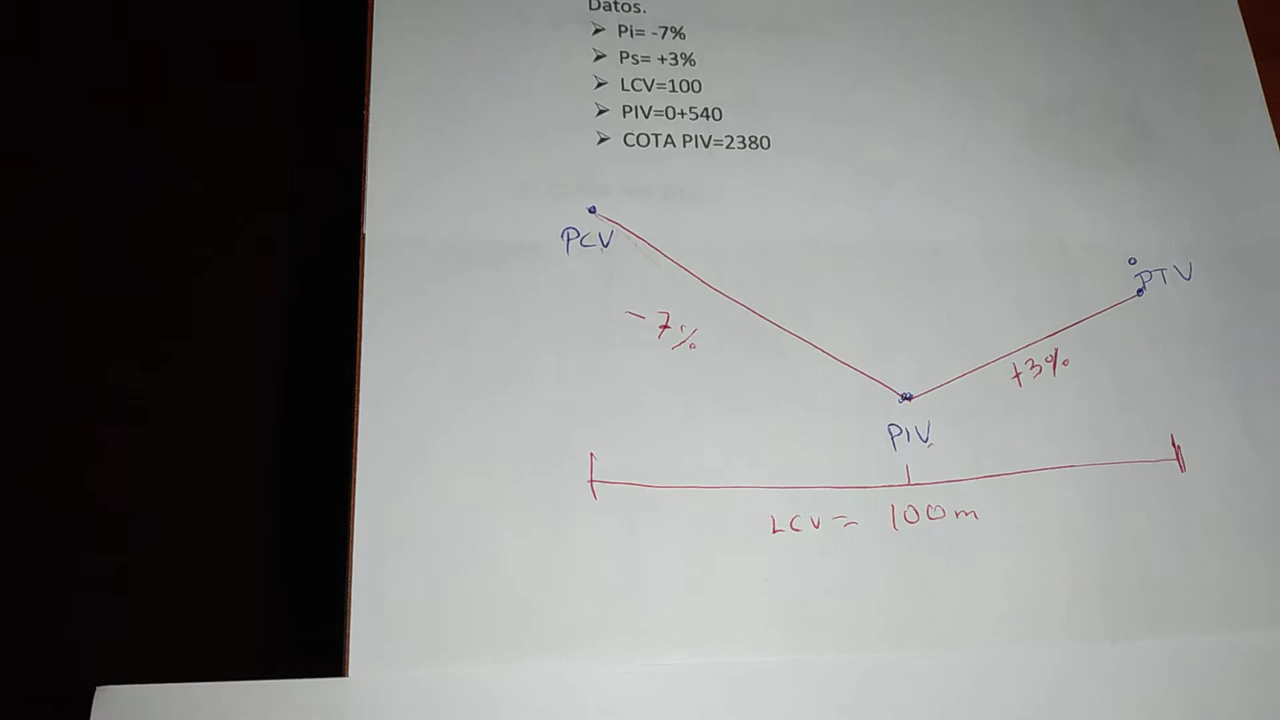 Datos.
➢ Pi= -7%
➢ Ps= +3%
➢ LCV=100
➢ PIV=0+540
➢ COTA PIV=2380
PCV
PTV
-7%
+3%
PIV
LCV= 100m